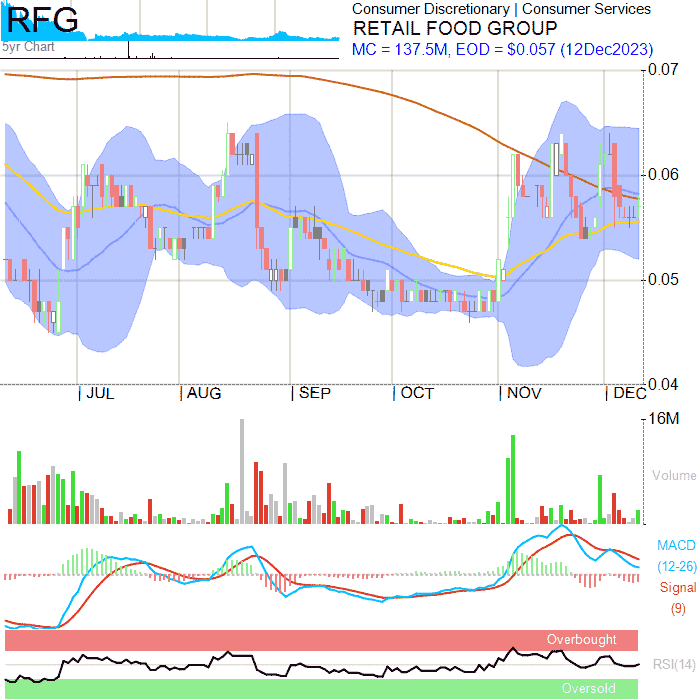 RFG
Consumer Discretionary | Consumer Services
RETAIL FOOD GROUP
5yr Chart
MC = 137.5M, EOD = $0.057 (12Dec2023)
0.07
0.06
0.05
0.04
JUL AUG SEP OCT NOV DEC
16M
Volume
MACD
(12-26)
Signal
(9)
Overbought
RSI(14)
Oversold